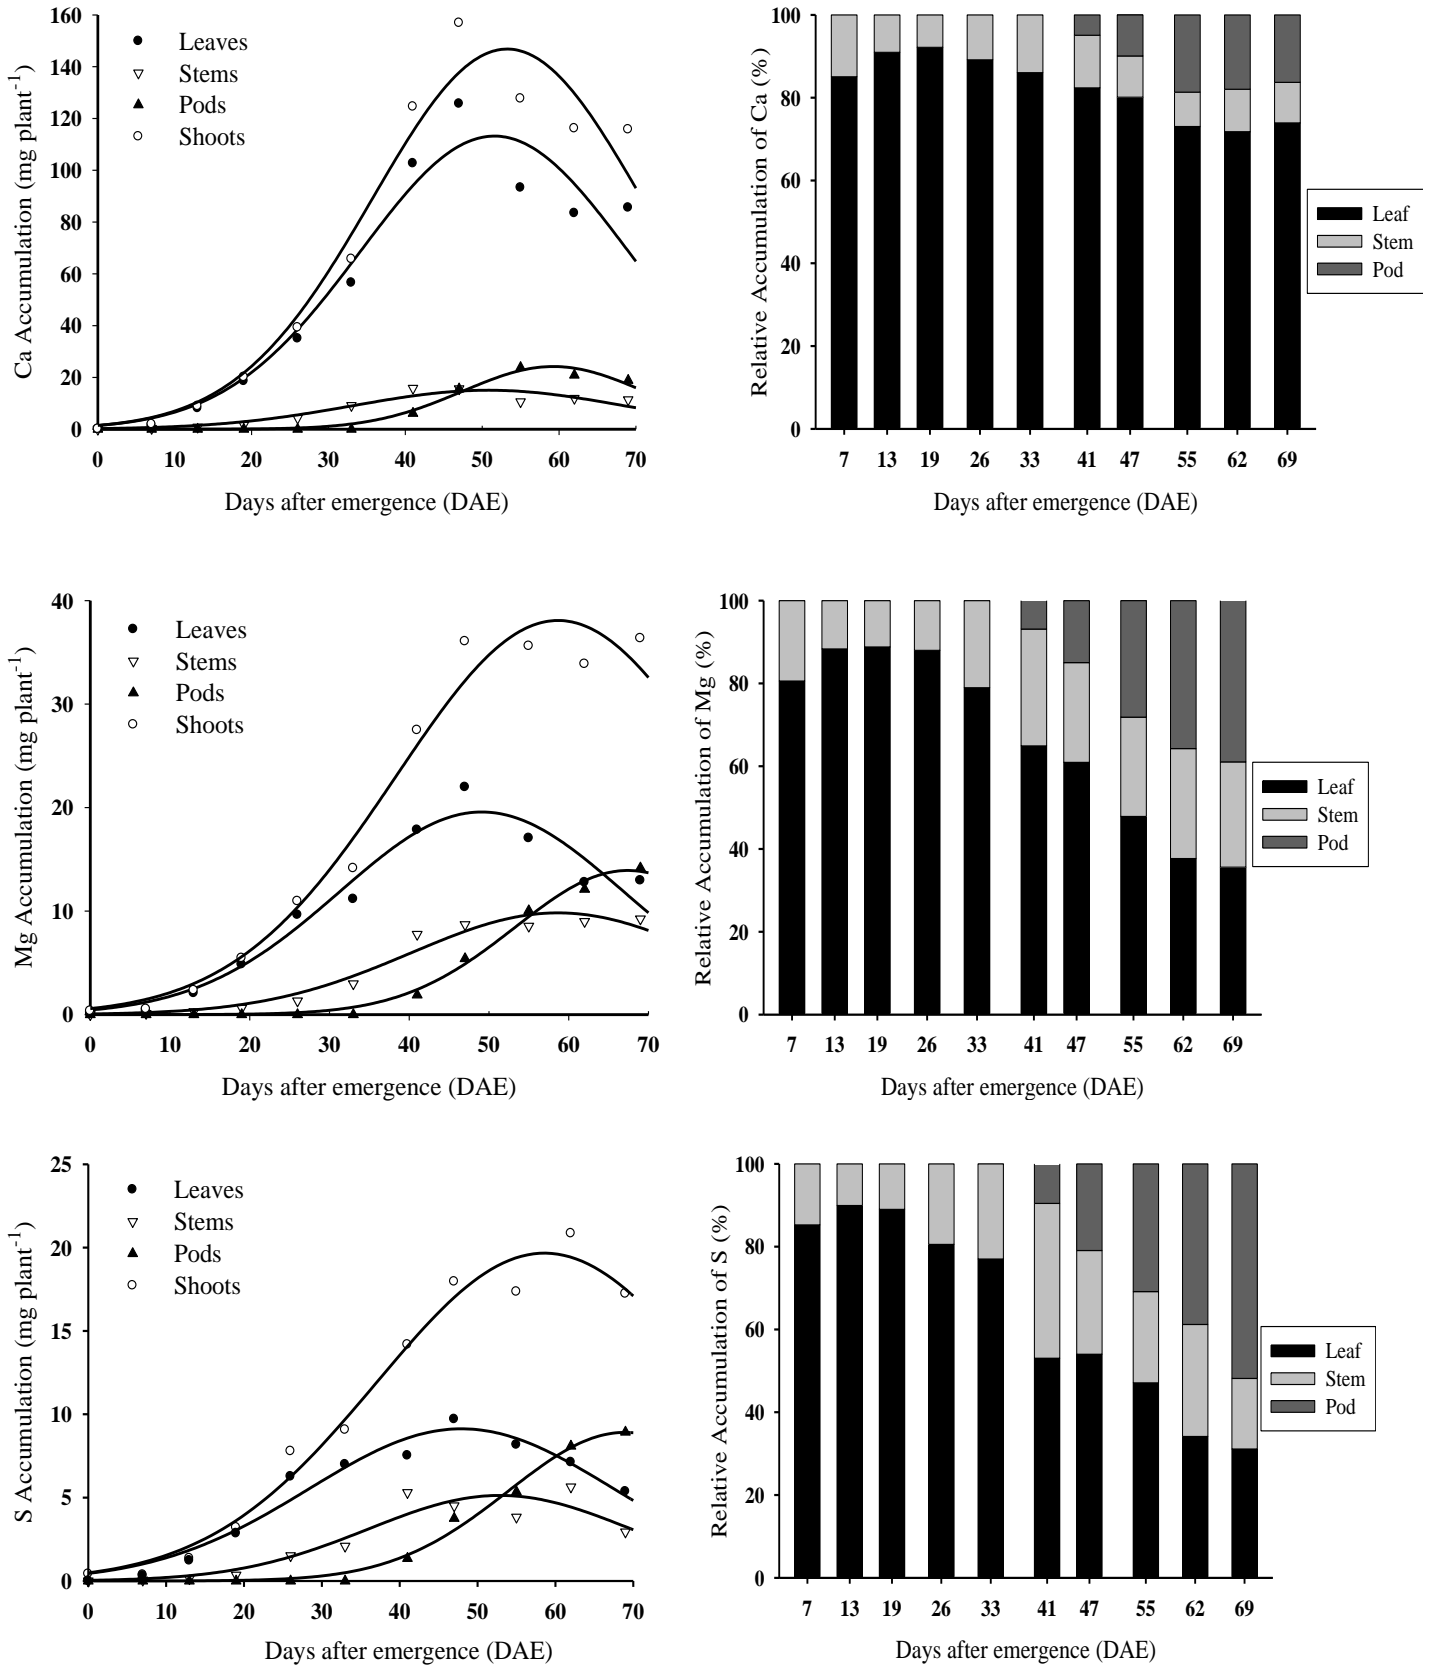 Ca Accumulation (mg plant⁻¹)
160
140
120
100
80
60
40
20
0
Leaves
Stems
Pods
Shoots
0 10 20 30 40 50 60 70
Days after emergence (DAE)
Relative Accumulation of Ca (%)
100
80
60
40
20
0
Leaf
Stem
Pod
7 13 19 26 33 41 47 55 62 69
Days after emergence (DAE)
Mg Accumulation (mg plant⁻¹)
40
30
20
10
0
Leaves
Stems
Pods
Shoots
0 10 20 30 40 50 60 70
Days after emergence (DAE)
Relative Accumulation of Mg (%)
100
80
60
40
20
0
Leaf
Stem
Pod
7 13 19 26 33 41 47 55 62 69
Days after emergence (DAE)
S Accumulation (mg plant⁻¹)
25
20
15
10
5
0
Leaves
Stems
Pods
Shoots
0 10 20 30 40 50 60 70
Days after emergence (DAE)
Relative Accumulation of S (%)
100
80
60
40
20
0
Leaf
Stem
Pod
7 13 19 26 33 41 47 55 62 69
Days after emergence (DAE)